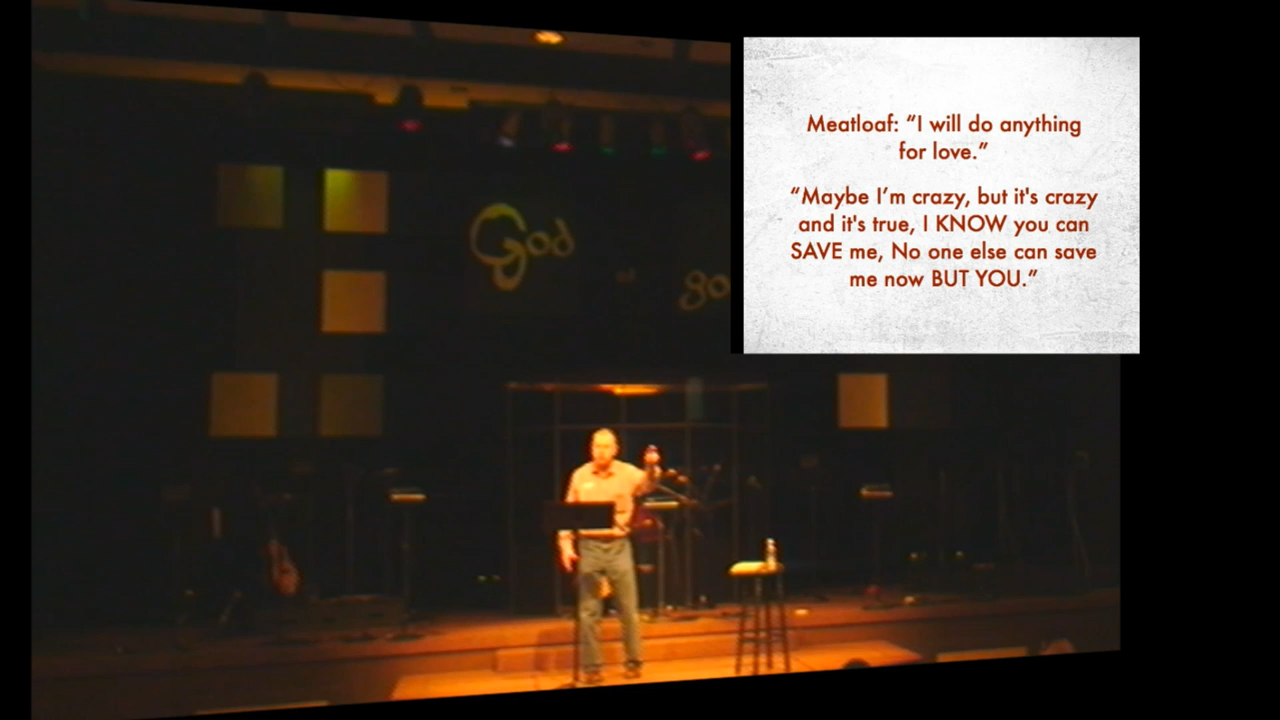 God
Meatloaf: “I will do anything
for love.”
“Maybe I’m crazy, but it's crazy
and it's true, I KNOW you can
SAVE me, No one else can save
me now BUT YOU.”